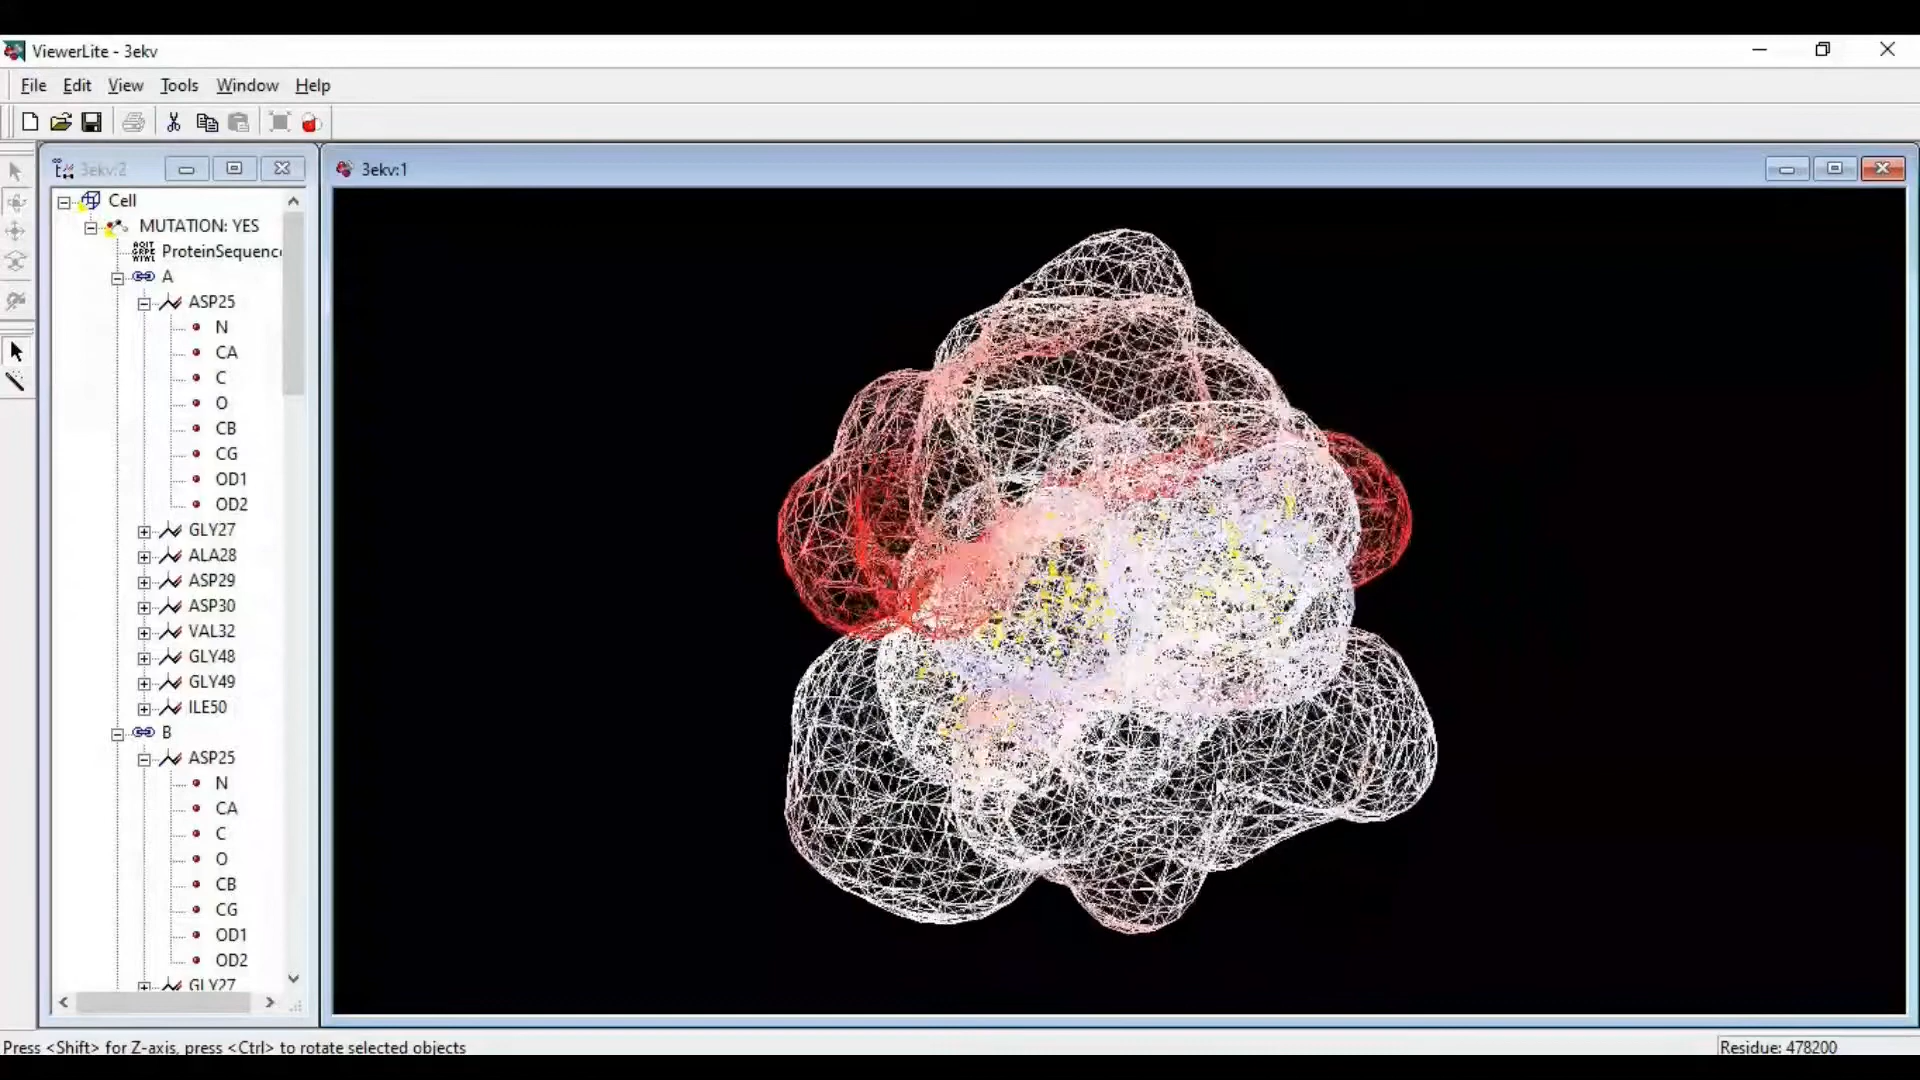 ViewerLite - 3ekv
File Edit View Tools Window Help
3ekv:2
3ekv:1
Cell
MUTATION: YES
ProteinSequenc
A
ASP25
N
CA
C
O
CB
CG
OD1
OD2
GLY27
ALA28
ASP29
ASP30
VAL32
GLY48
GLY49
ILE50
B
ASP25
N
CA
C
O
CB
CG
OD1
OD2
GLY27
Press <Shift> for Z-axis, press <Ctrl> to rotate selected objects
Residue: 478200